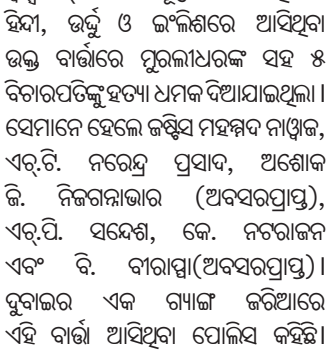 ହିନ୍ଦୀ, ଉର୍ଦ୍ଦୁ ଓ ଇଂଲିଶରେ ଆସିଥିବା
ଉକ୍ତ ବାର୍ତ୍ତାରେ ମୁରଲୀଧରଙ୍କ ସହ ୫
ବିଚାରପତିଙ୍କୁ ହତ୍ୟା ଧମକ ଦିଆଯାଇଥିଲା ।
ସେମାନେ ହେଲେ ଜଷ୍ଟିସ ମହମ୍ମଦ ନାଓ୍ଵାଜ,
ଏଚ୍.ଟି. ନରେନ୍ଦ୍ର ପ୍ରସାଦ, ଅଶୋକ
ଜି. ନିଜଗନ୍ନାଭାର (ଅବସରପ୍ରାପ୍ତ),
ଏଚ୍.ପି. ସନ୍ଦେଶ, କେ. ନଟରାଜନ
ଏବଂ ବି. ବୀରାପ୍ପା(ଅବସରପ୍ରାପ୍ତ) ।
ଦୁବାଇର ଏକ ଗ୍ୟାଙ୍ଗ ଜରିଆରେ
ଏହି ବାର୍ତ୍ତା ଆସିଥିବା ପୋଲିସ କହିଛି।